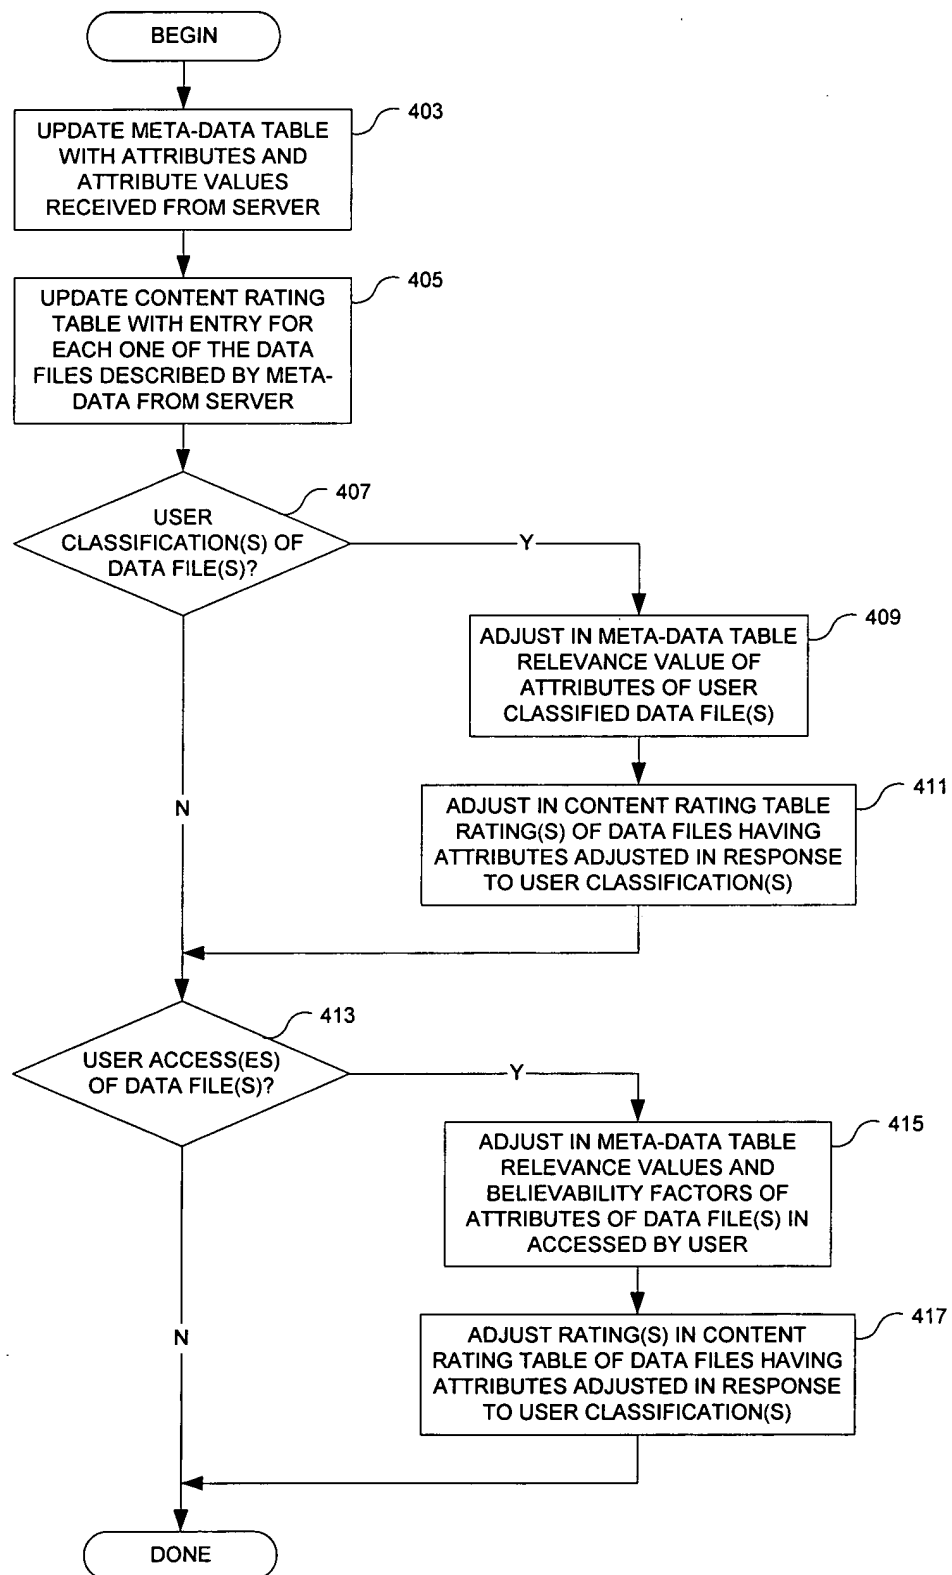 BEGIN
403
UPDATE META-DATA TABLE
WITH ATTRIBUTES AND
ATTRIBUTE VALUES
RECEIVED FROM SERVER
405
UPDATE CONTENT RATING
TABLE WITH ENTRY FOR
EACH ONE OF THE DATA
FILES DESCRIBED BY META-
DATA FROM SERVER
407
USER
CLASSIFICATION(S) OF
DATA FILE(S)?
Y
409
ADJUST IN META-DATA TABLE
RELEVANCE VALUE OF
ATTRIBUTES OF USER
CLASSIFIED DATA FILE(S)
411
ADJUST IN CONTENT RATING TABLE
RATING(S) OF DATA FILES HAVING
ATTRIBUTES ADJUSTED IN RESPONSE
TO USER CLASSIFICATION(S)
N
413
USER ACCESS(ES)
OF DATA FILE(S)?
Y
415
ADJUST IN META-DATA TABLE
RELEVANCE VALUES AND
BELIEVABILITY FACTORS OF
ATTRIBUTES OF DATA FILE(S) IN
ACCESSED BY USER
417
ADJUST RATING(S) IN CONTENT
RATING TABLE OF DATA FILES HAVING
ATTRIBUTES ADJUSTED IN RESPONSE
TO USER CLASSIFICATION(S)
N
DONE